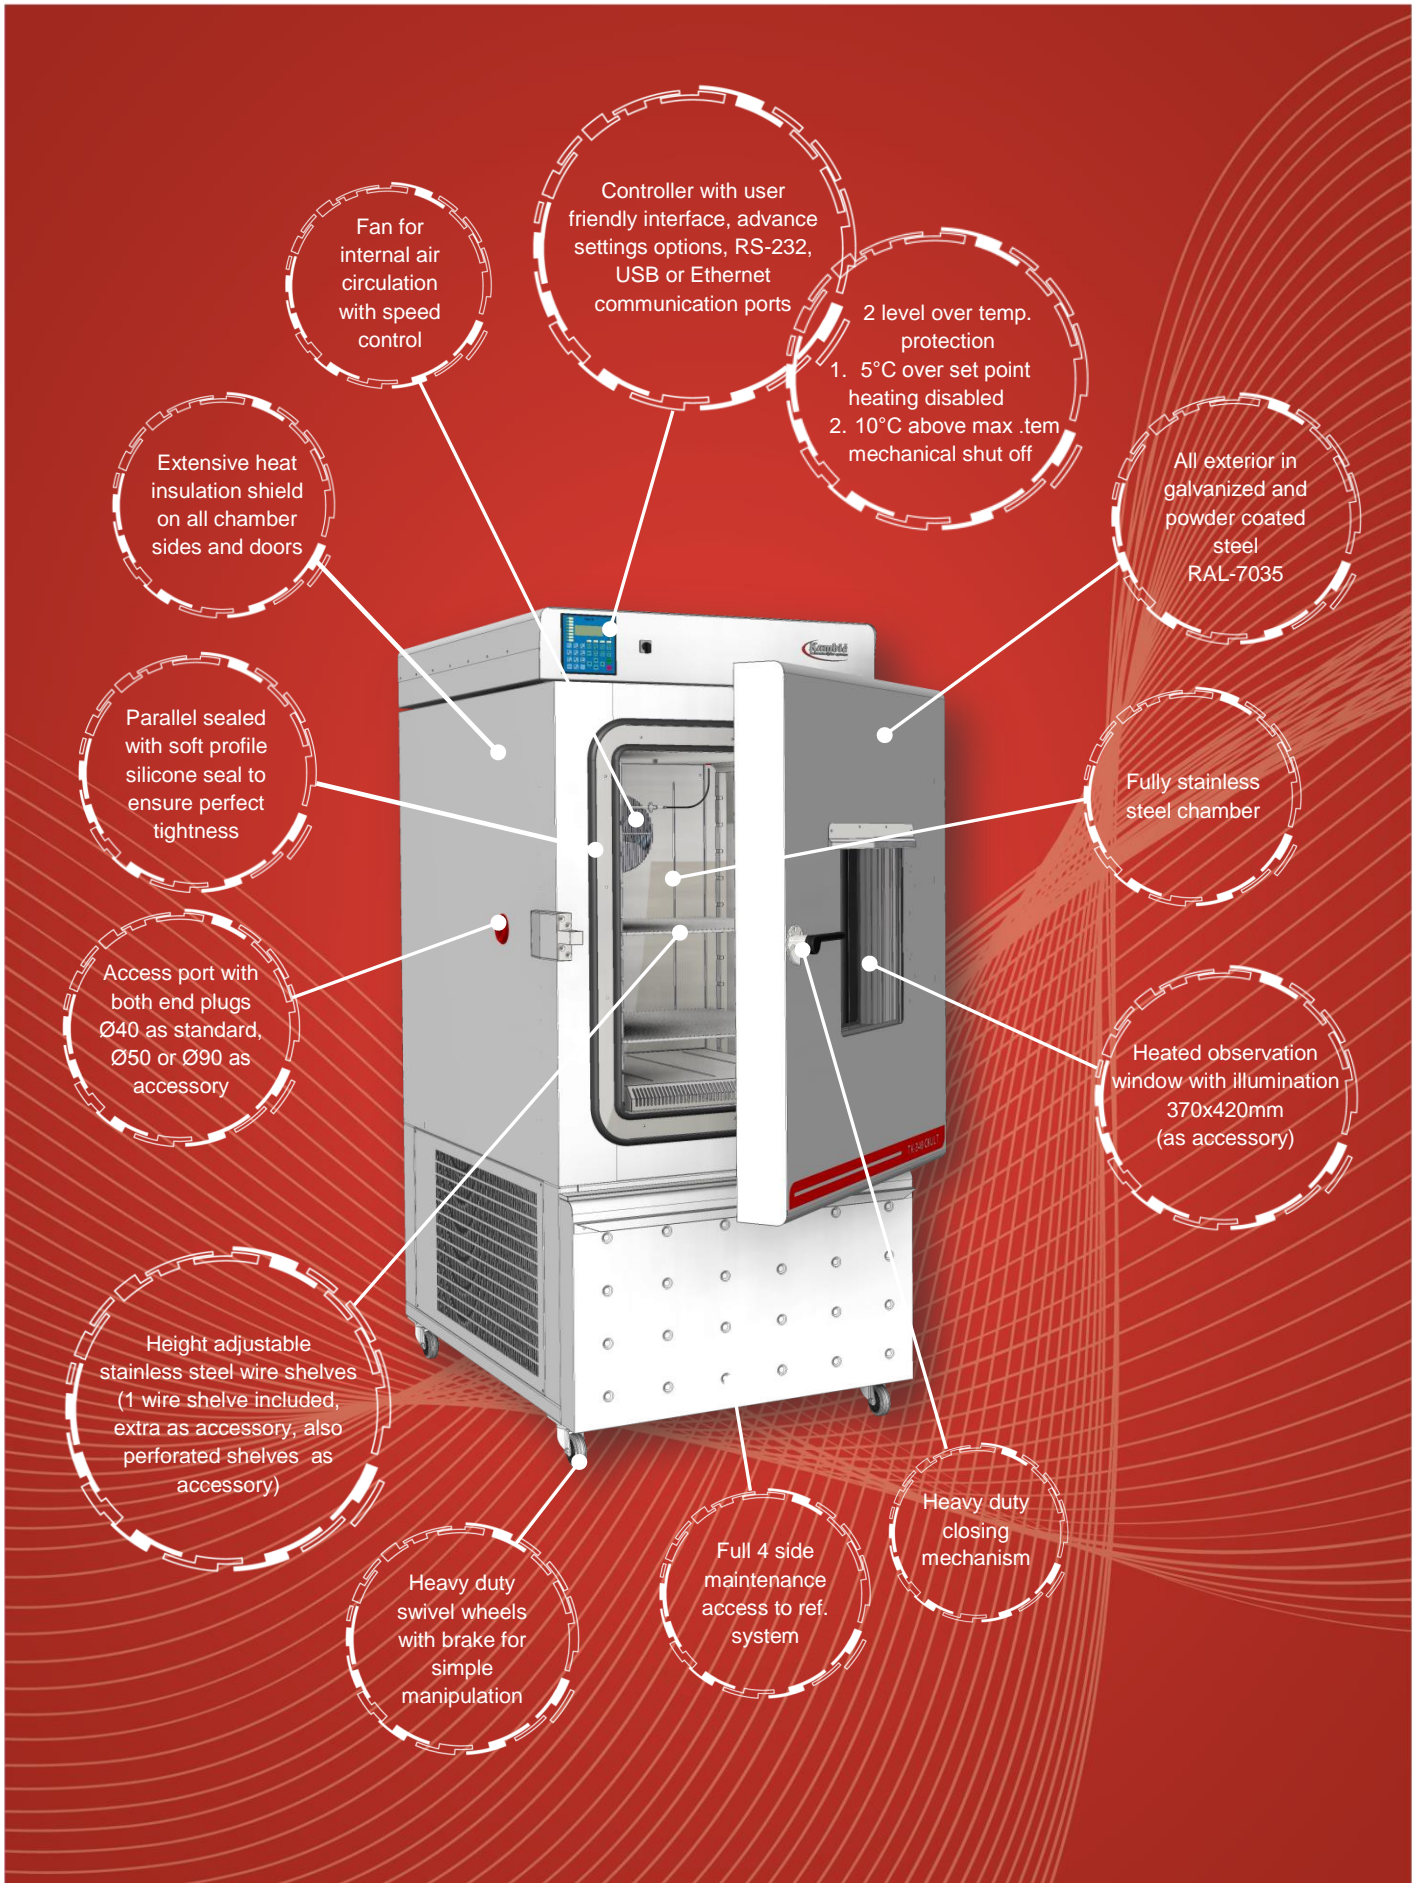 Controller with user
friendly interface, advance
settings options, RS-232,
USB or Ethernet
communication ports
Fan for
internal air
circulation
with speed
control
2 level over temp.
protection
1. 5°C over set point
heating disabled
2. 10°C above max .tem
mechanical shut off
Extensive heat
insulation shield
on all chamber
sides and doors
All exterior in
galvanized and
powder coated
steel
RAL-7035
Kambič
Parallel sealed
with soft profile
silicone seal to
ensure perfect
tightness
Fully stainless
steel chamber
Access port with
both end plugs
Ø40 as standard,
Ø50 or Ø90 as
accessory
Heated observation
window with illumination
370x420mm
(as accessory)
Height adjustable
stainless steel wire shelves
(1 wire shelve included,
extra as accessory, also
perforated shelves as
accessory)
Heavy duty
closing
mechanism
Full 4 side
maintenance
access to ref.
system
Heavy duty
swivel wheels
with brake for
simple
manipulation